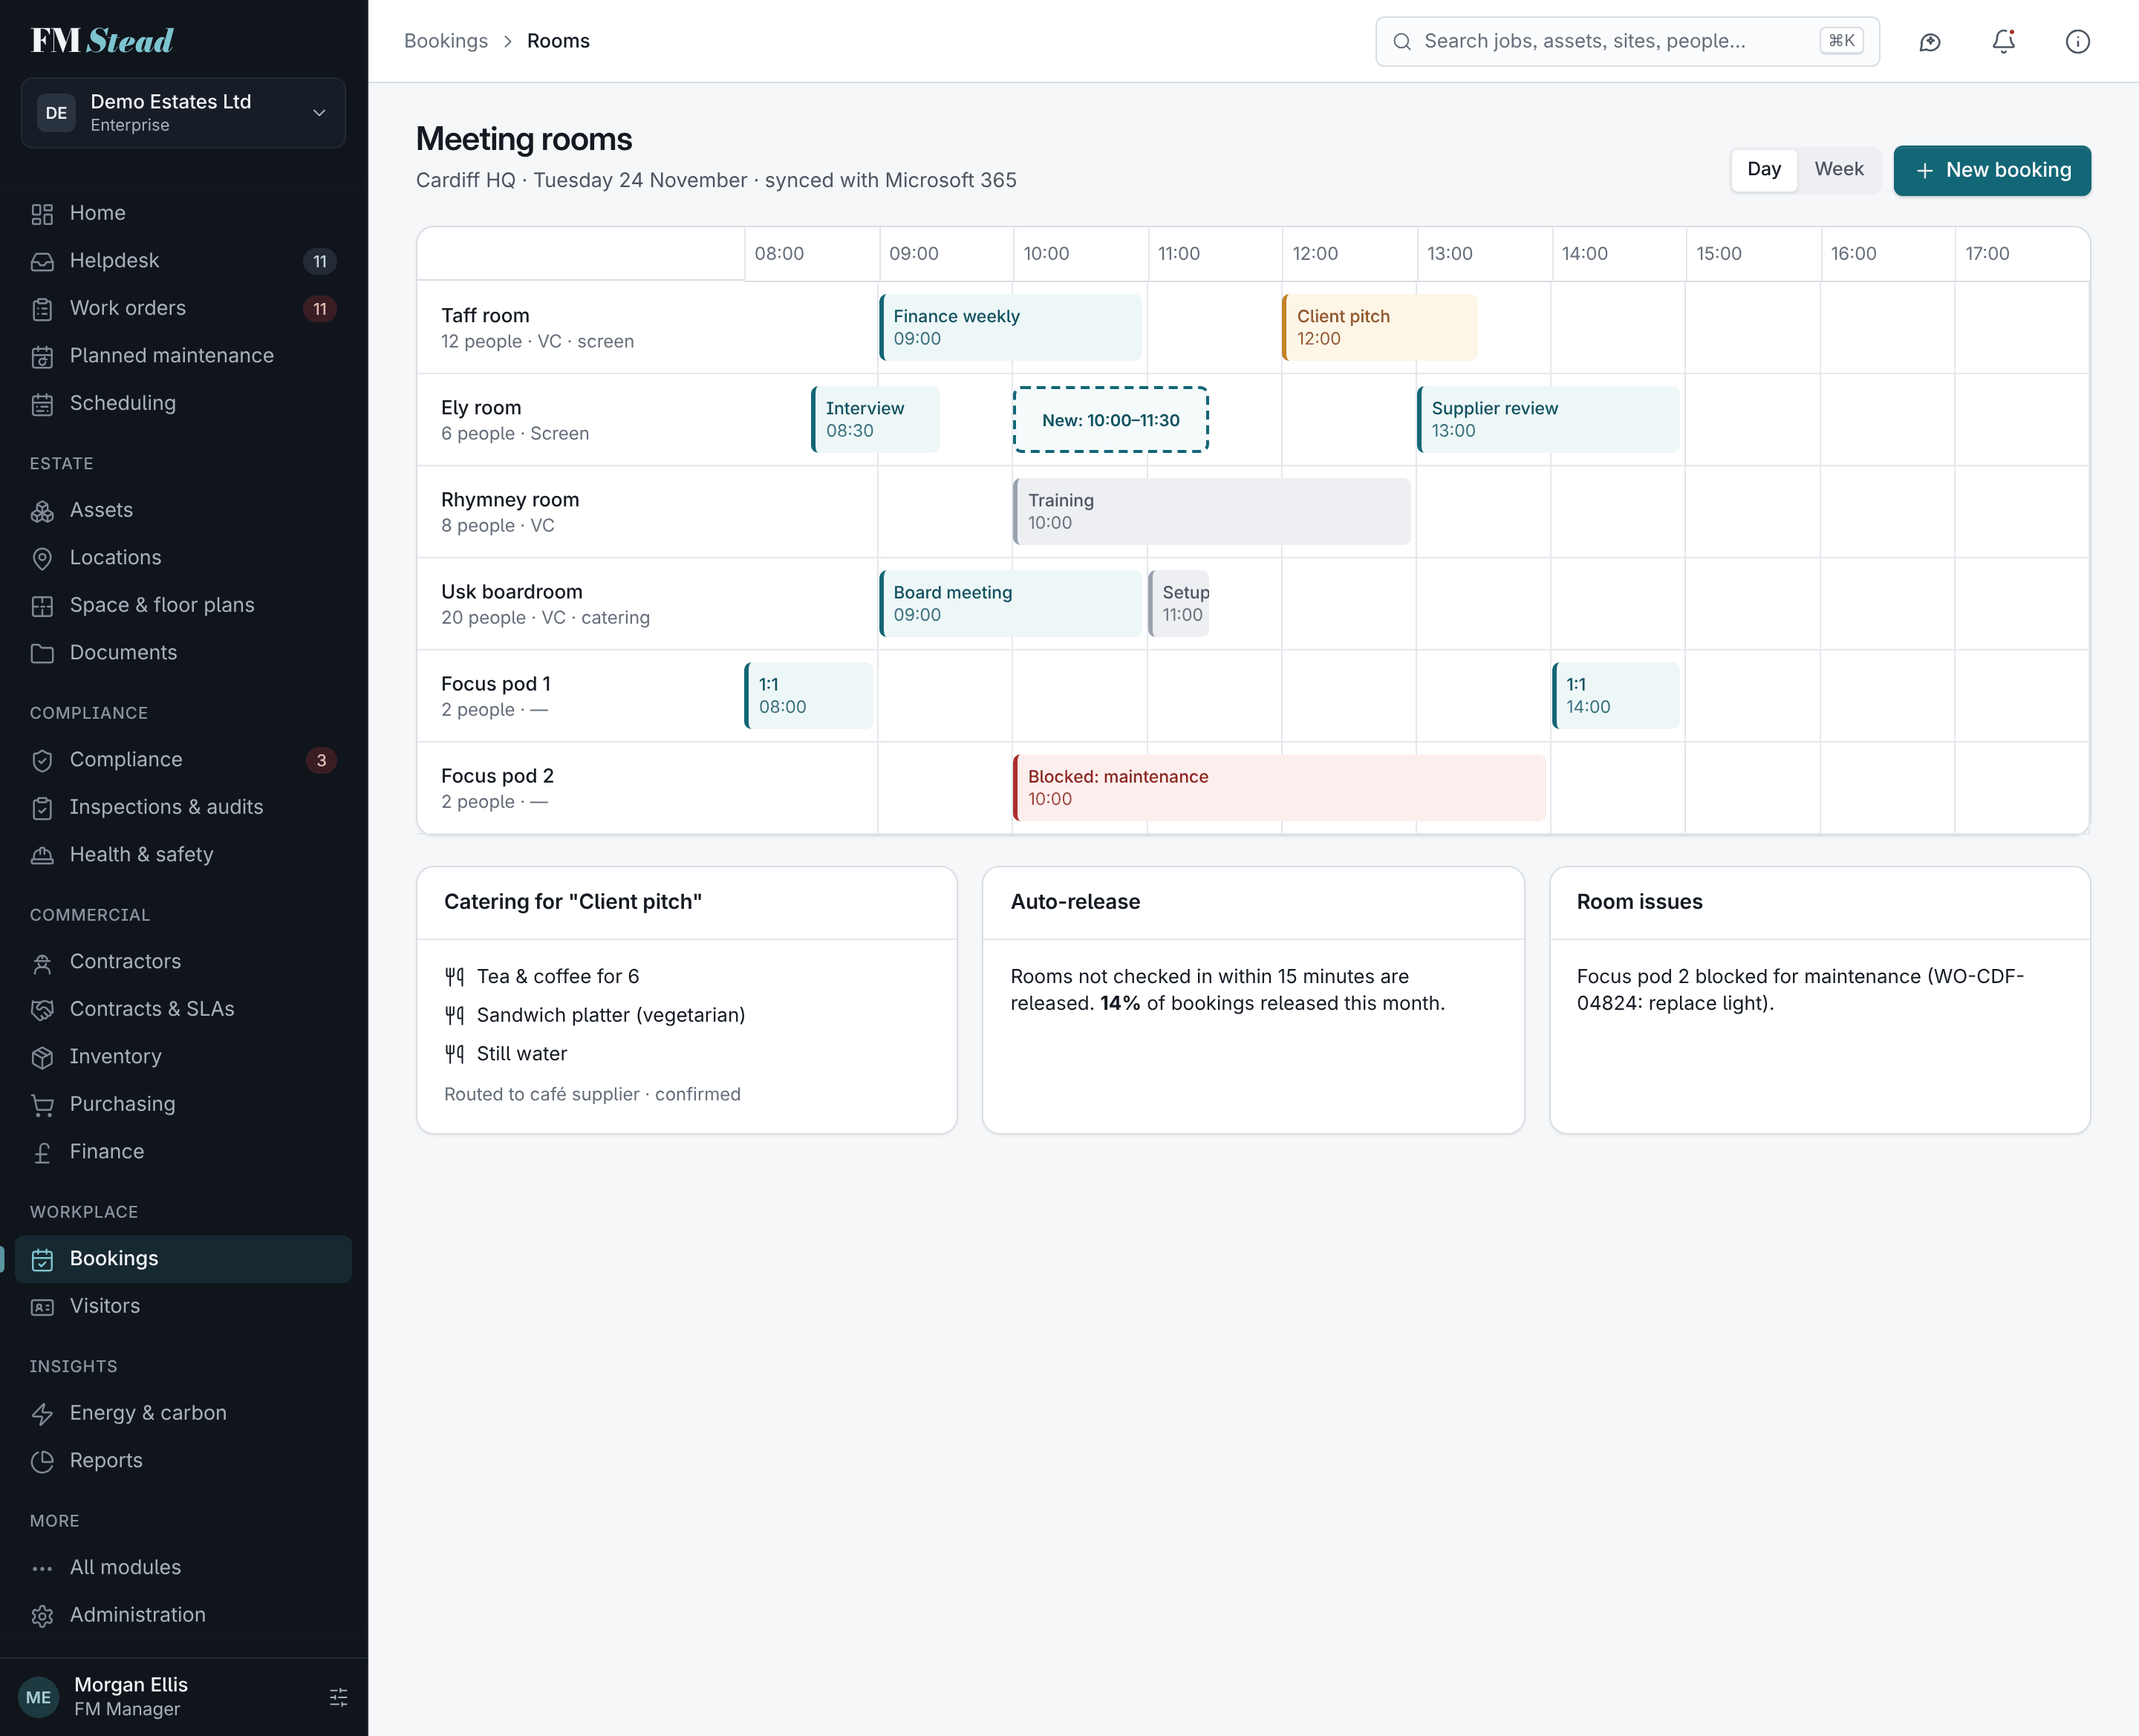 FM Stead
DE
Demo Estates Ltd
Enterprise
Home
Helpdesk 11
Work orders 11
Planned maintenance
Scheduling
ESTATE
Assets
Locations
Space & floor plans
Documents
COMPLIANCE
Compliance 3
Inspections & audits
Health & safety
COMMERCIAL
Contractors
Contracts & SLAs
Inventory
Purchasing
Finance
WORKPLACE
Bookings
Visitors
INSIGHTS
Energy & carbon
Reports
MORE
All modules
Administration
ME
Morgan Ellis
FM Manager
Bookings > Rooms
Search jobs, assets, sites, people... ⌘K
Meeting rooms
Cardiff HQ · Tuesday 24 November · synced with Microsoft 365
Day Week + New booking
08:00 09:00 10:00 11:00 12:00 13:00 14:00 15:00 16:00 17:00
Taff room
12 people · VC · screen
Finance weekly
09:00
Client pitch
12:00
Ely room
6 people · Screen
Interview
08:30
New: 10:00–11:30
Supplier review
13:00
Rhymney room
8 people · VC
Training
10:00
Usk boardroom
20 people · VC · catering
Board meeting
09:00
Setup
11:00
Focus pod 1
2 people · —
1:1
08:00
1:1
14:00
Focus pod 2
2 people · —
Blocked: maintenance
10:00
Catering for "Client pitch"
Tea & coffee for 6
Sandwich platter (vegetarian)
Still water
Routed to café supplier · confirmed
Auto-release
Rooms not checked in within 15 minutes are
released. 14% of bookings released this month.
Room issues
Focus pod 2 blocked for maintenance (WO-CDF-
04824: replace light).